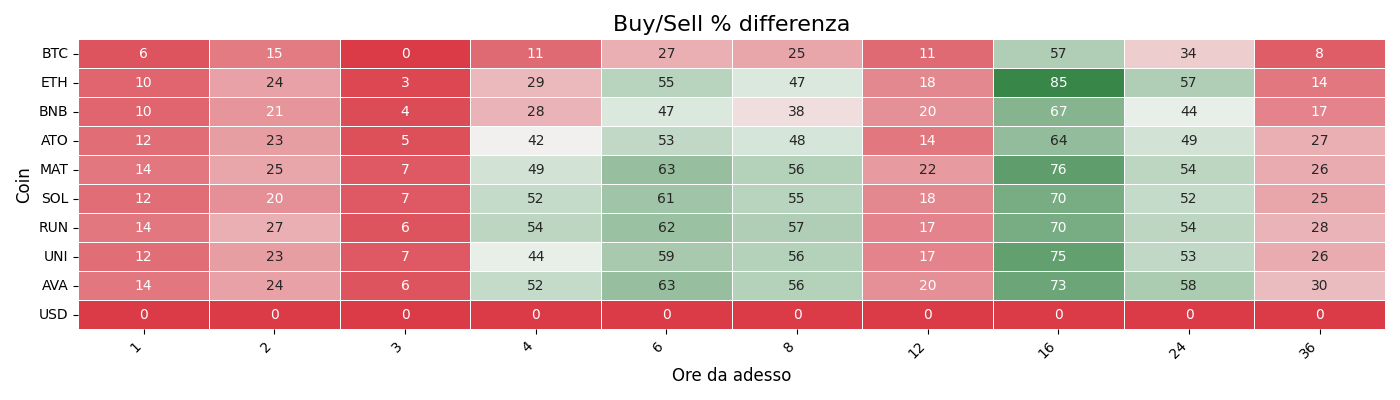 Buy/Sell % differenza
Coin
BTC 6 15 0 11 27 25 11 57 34 8
ETH 10 24 3 29 55 47 18 85 57 14
BNB 10 21 4 28 47 38 20 67 44 17
ATO 12 23 5 42 53 48 14 64 49 27
MAT 14 25 7 49 63 56 22 76 54 26
SOL 12 20 7 52 61 55 18 70 52 25
RUN 14 27 6 54 62 57 17 70 54 28
UNI 12 23 7 44 59 56 17 75 53 26
AVA 14 24 6 52 63 56 20 73 58 30
USD 0 0 0 0 0 0 0 0 0 0
1 2 3 4 6 8 12 16 24 36
Ore da adesso